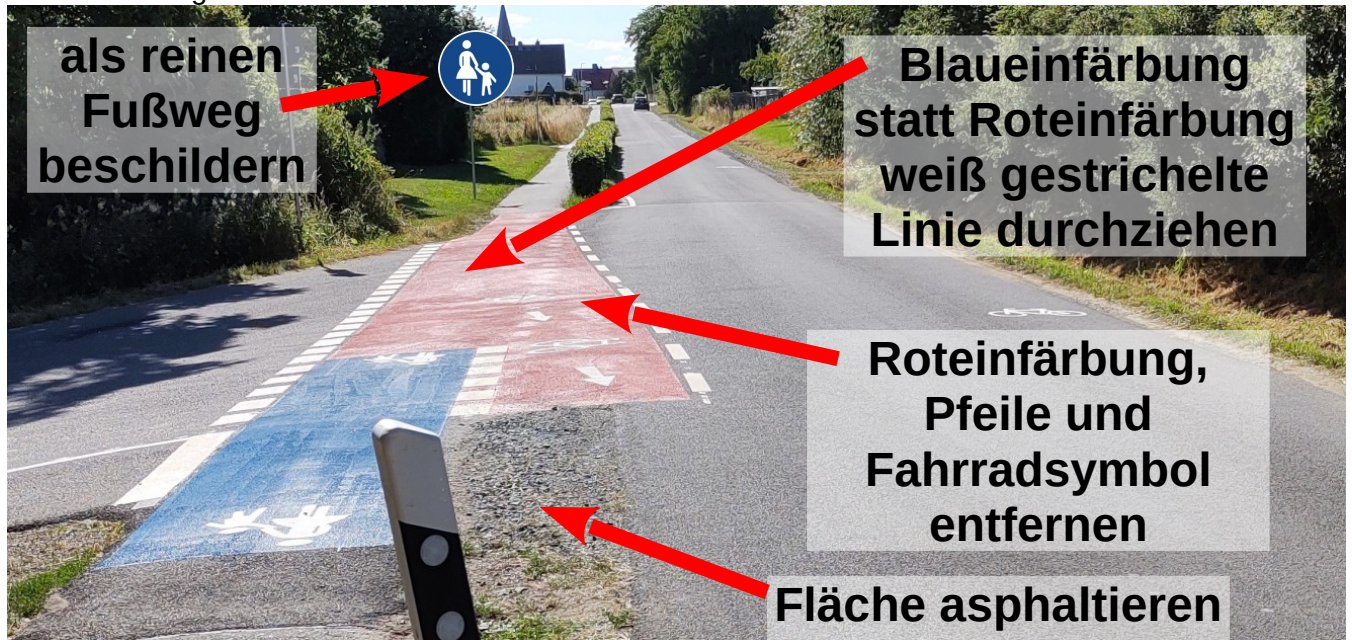 als reinen
Fußweg
beschildern
Blaueinfärbung
statt Roteinfärbung
weiß gestrichelte
Linie durchziehen
Roteinfärbung,
Pfeile und
Fahrradsymbol
entfernen
Fläche asphaltieren